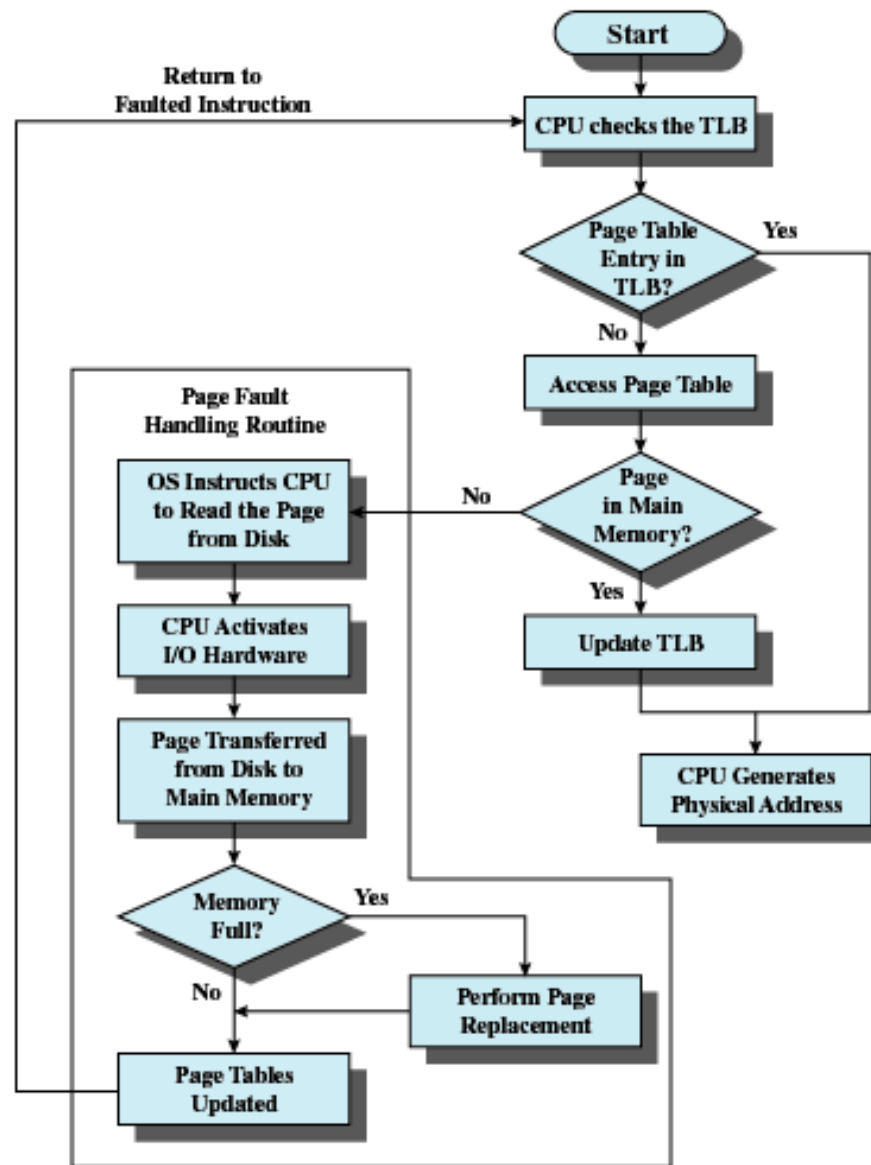 Start
Return to
Faulted Instruction
CPU checks the TLB
Page Table
Entry in
TLB?
Yes
No
Access Page Table
Page Fault
Handling Routine
OS Instructs CPU
to Read the Page
from Disk
No
Page
in Main
Memory?
Yes
CPU Activates
I/O Hardware
Update TLB
Page Transferred
from Disk to
Main Memory
CPU Generates
Physical Address
Memory
Full?
Yes
No
Perform Page
Replacement
Page Tables
Updated